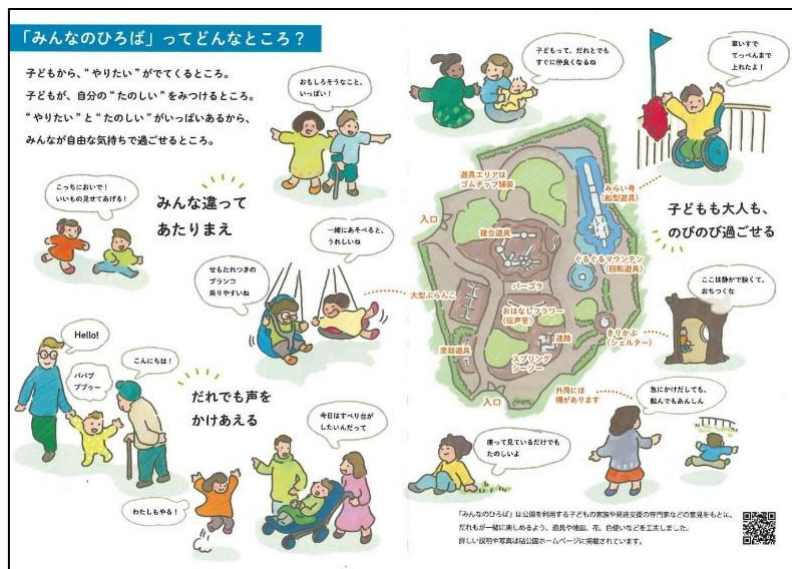 「みんなのひろば」ってどんなところ？
子どもから、“やりたい”がでてくるところ。
子どもが、自分の“たのしい”をみつけるところ。
“やりたい”と“たのしい”がいっぱいあるから、
みんなが自由な気持ちで過ごせるところ。
おもしろそうなこと、
いっぱい！
こっちにおいで！
いいもの見せてあげる！
みんな違って
あたりまえ
一緒にあそべると、
うれしいね
せもたれつきの
ブランコ
乗りやすいね
Hello!
パパブ
ブブゥー
こんにちは！
だれでも声を
かけあえる
今日はすべり台が
したいんだって
わたしもやる！
子どもって、だれとでも
すぐに仲良くなるね
車いすで
てっぺんまで
上れたよ！
遊具エリアは
ゴムチップ舗装
みらい号
（船型遊具）
入口
複合遊具
ぐるぐるマウンテン
（回転遊具）
大型ぶらんこ
パーゴラ
おはなしフラワー
（伝声管）
迷路
きりかぶ
（シェルター）
楽器遊具
スプリング
シーソー
入口
外周には
柵があります
子どもも大人も、
のびのび過ごせる
ここは静かで狭くて、
おちつくな
急にかけだしても、
転んでもあんしん
座って見ているだけでも
たのしいよ
「みんなのひろば」は公園を利用する子どもの家族や発達支援の専門家などの意見をもとに、
だれもが一緒に楽しめるよう、遊具や地面、花、色使いなどを工夫しました。
詳しい説明や写真は砧公園ホームページに掲載されています。